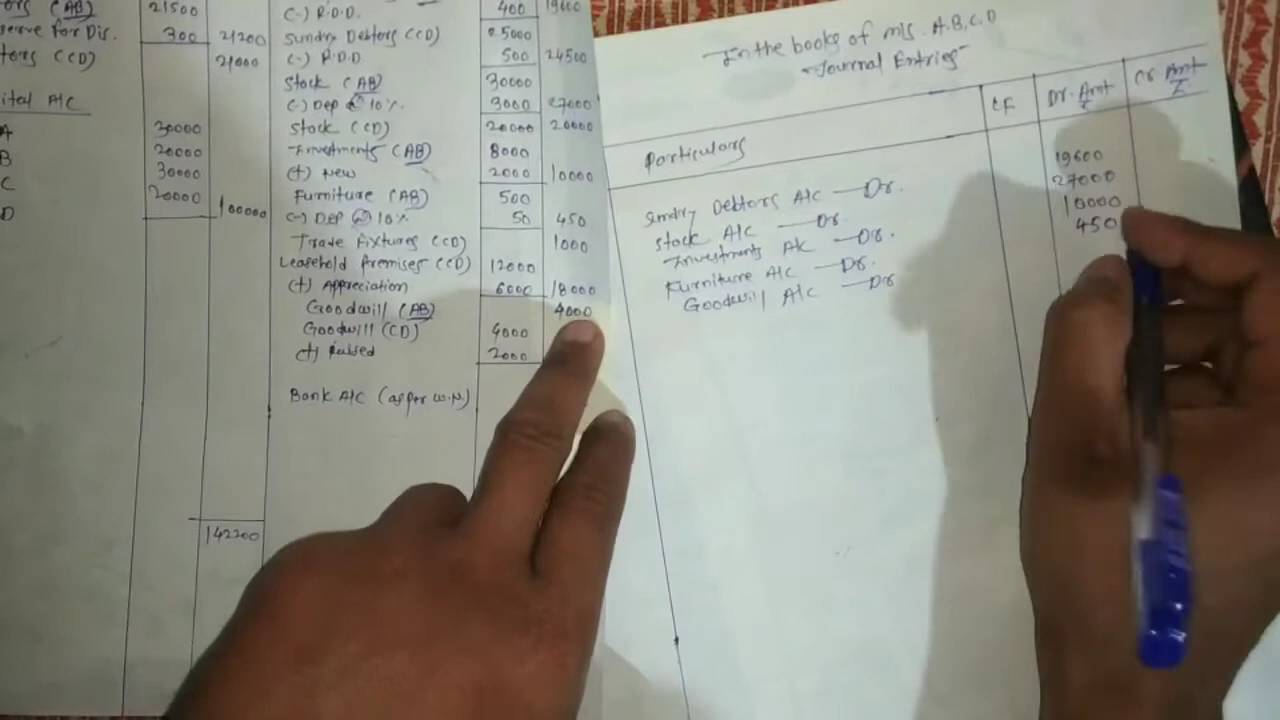 (AB) 21500 (-) R.D.D. 400 19600
serve for Dis. 300 21200 Sundry Debtors (CD) 25000
tors (CD) 21000 (-) R.D.D 500 24500
Stock (AB) 30000
ital A/C (-) Dep @ 10%. 3000 27000
A 30000 Stock (CD) 20000 20000
B 20000 Investments (AB) 8000
C 30000 (+) New 2000 10000
D 20000 100000 Furniture (AB) 500
(-) Dep @ 10% 50 450
Trade Fixtures (CD) 1000
Leasehold Premises (CD) 12000
(+) Appreciation 6000 18000
Goodwill (AB) 4000
Goodwill (CD) 4000
(+) Raised 2000
Bank A/C (as per W.N.)
142200
In the books of M/s. A.B.C.D
Journal Entries
Particulars LF Dr. Amt ₹ Cr Amt ₹
Sundry Debtors A/C —Dr. 19600
Stock A/C —Dr. 27000
Investments A/C —Dr. 10000
Furniture A/C —Dr. 450
Goodwill A/C —Dr